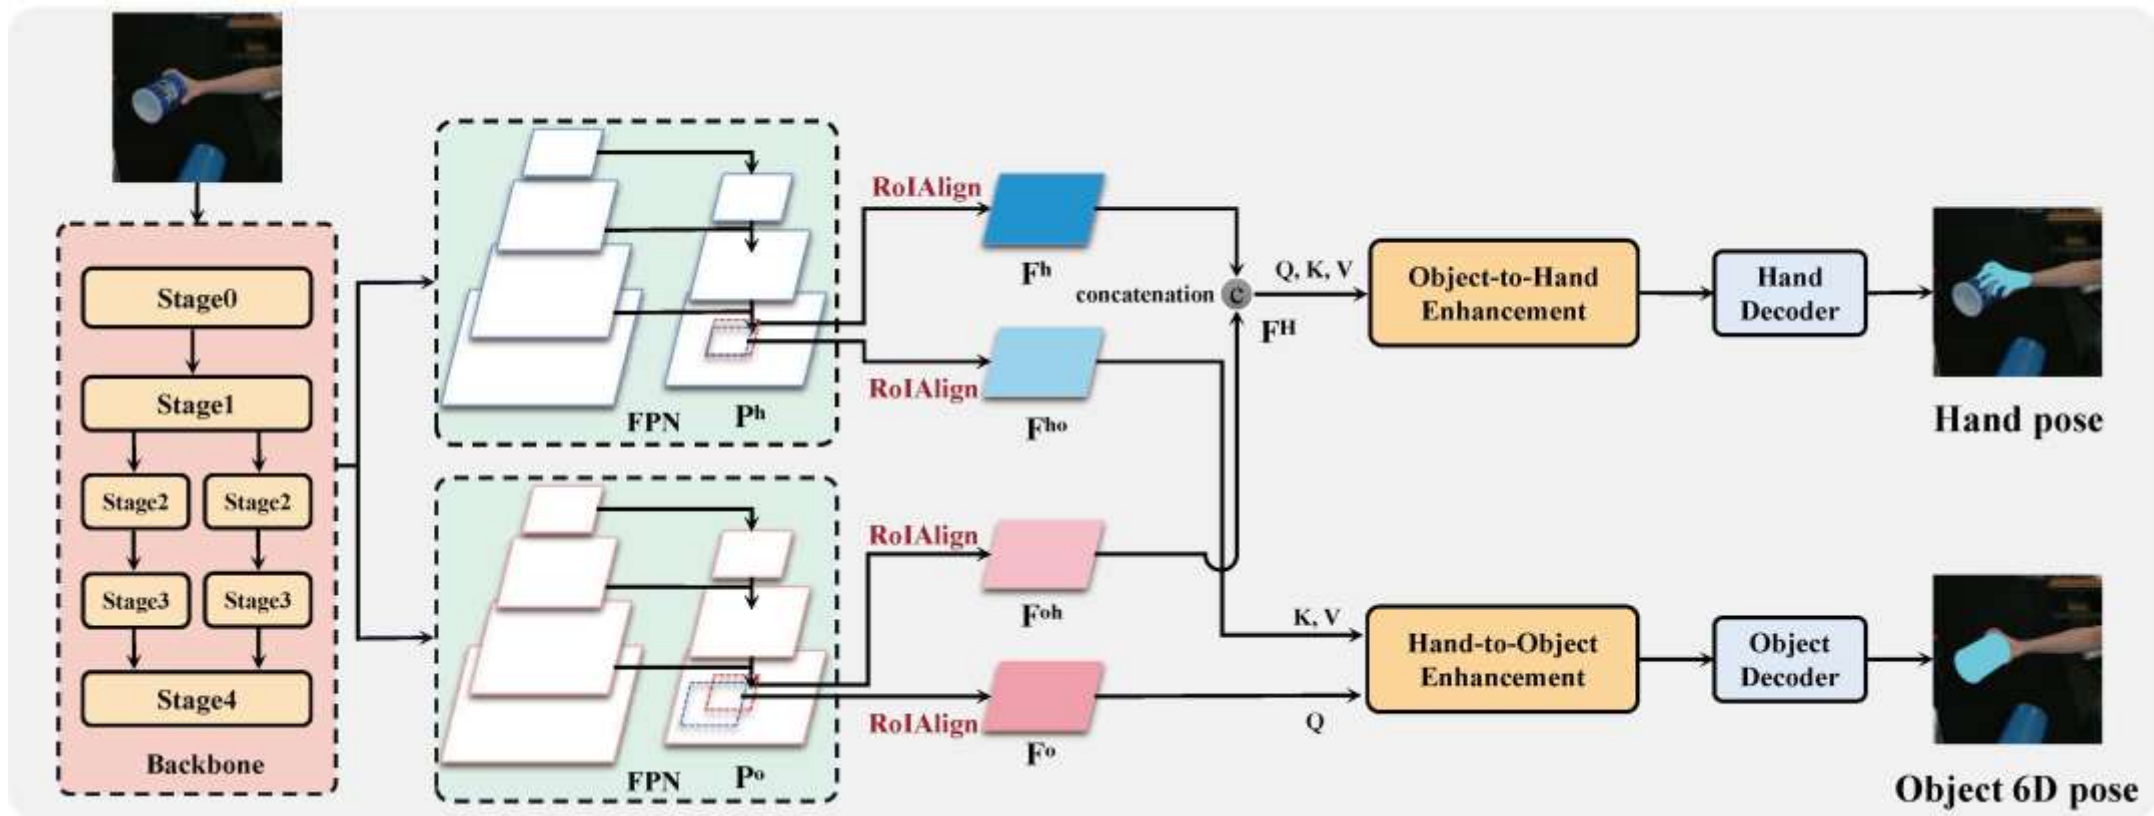 Stage0
Stage1
Stage2 Stage2
Stage3 Stage3
Stage4
Backbone
FPN Pʰ
FPN Pᵒ
RoIAlign
Fʰ
RoIAlign
Fʰᵒ
RoIAlign
Fᵒʰ
RoIAlign
Fᵒ
concatenation C
Q, K, V
Fᴴ
K, V
Q
Object-to-Hand
Enhancement
Hand
Decoder
Hand pose
Hand-to-Object
Enhancement
Object
Decoder
Object 6D pose